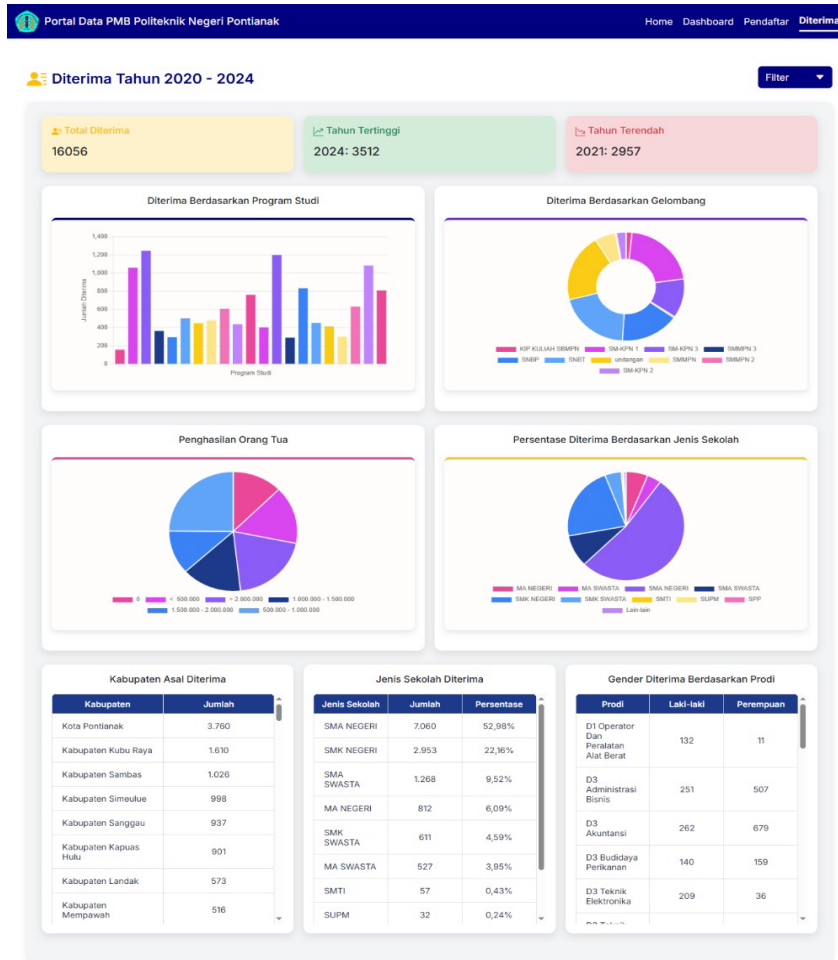 Portal Data PMB Politeknik Negeri Pontianak
Home Dashboard Pendaftar Diterima
Diterima Tahun 2020 - 2024
Filter
Total Diterima
16056
Tahun Tertinggi
2024: 3512
Tahun Terendah
2021: 2957
Diterima Berdasarkan Program Studi
1,400
1,200
1,000
800
600
400
200
0
Jumlah Diterima
Program Studi
Diterima Berdasarkan Gelombang
KIP KULIAH SBMPN SM-KPN 1 SM-KPN 3 SMMPN 3
SNBP SNBT undangan SMMPN SMMPN 2
SM-KPN 2
Penghasilan Orang Tua
0 < 500.000 > 2.000.000 1.000.000 - 1.500.000
1.500.000 - 2.000.000 500.000 - 1.000.000
Persentase Diterima Berdasarkan Jenis Sekolah
MA NEGERI MA SWASTA SMA NEGERI SMA SWASTA
SMK NEGERI SMK SWASTA SMTI SUPM SPP
Lain-lain
Kabupaten Asal Diterima
Kabupaten Jumlah
Kota Pontianak 3.760
Kabupaten Kubu Raya 1.610
Kabupaten Sambas 1.026
Kabupaten Simeulue 998
Kabupaten Sanggau 937
Kabupaten Kapuas
Hulu 901
Kabupaten Landak 573
Kabupaten
Mempawah 516
Jenis Sekolah Diterima
Jenis Sekolah Jumlah Persentase
SMA NEGERI 7.060 52,98%
SMK NEGERI 2.953 22,16%
SMA
SWASTA 1.268 9,52%
MA NEGERI 812 6,09%
SMK
SWASTA 611 4,59%
MA SWASTA 527 3,95%
SMTI 57 0,43%
SUPM 32 0,24%
Gender Diterima Berdasarkan Prodi
Prodi Laki-laki Perempuan
D1 Operator
Dan
Peralatan
Alat Berat 132 11
D3
Administrasi
Bisnis 251 507
D3
Akuntansi 262 679
D3 Budidaya
Perikanan 140 159
D3 Teknik
Elektronika 209 36